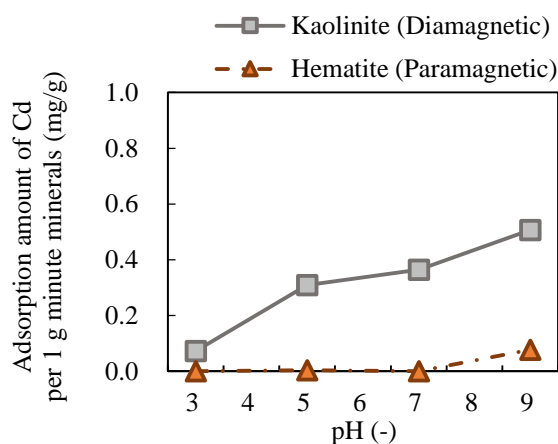 Kaolinite (Diamagnetic)
Hematite (Paramagnetic)
Adsorption amount of Cd
per 1 g minute minerals (mg/g)
1.0
0.8
0.6
0.4
0.2
0.0
3 4 5 6 7 8 9
pH (-)